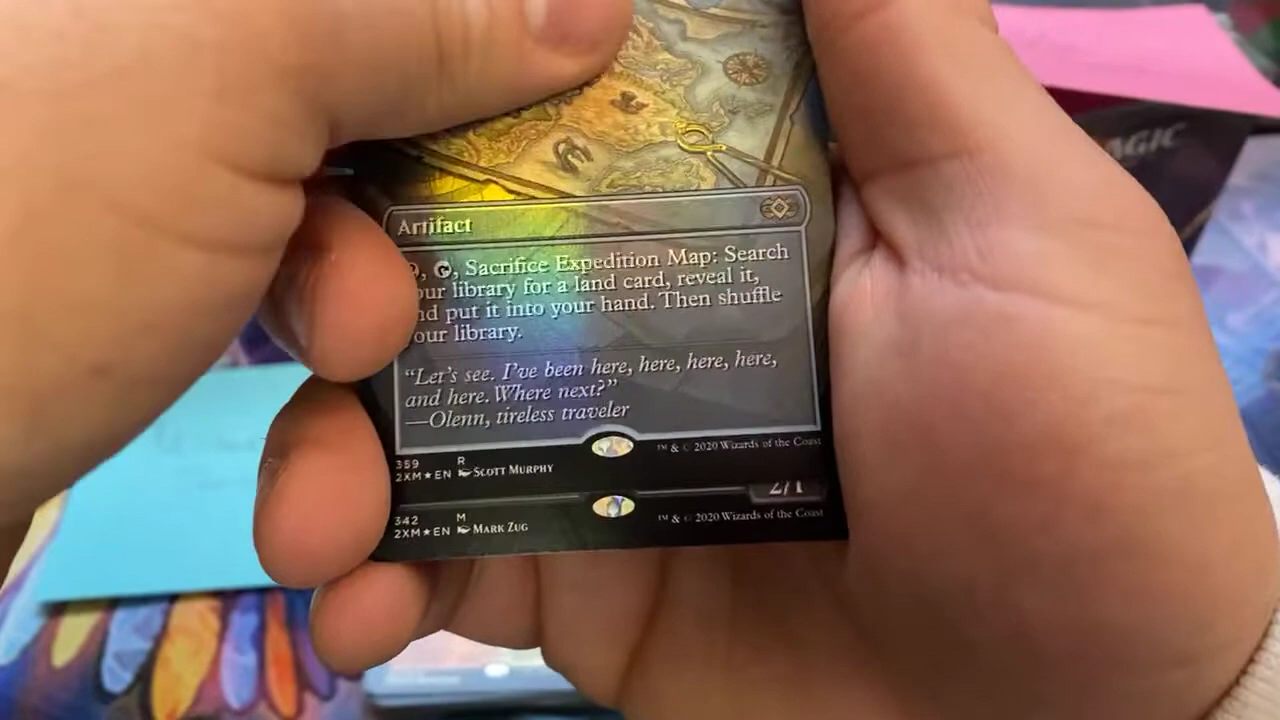 Artifact
, Sacrifice Expedition Map: Search
our library for a land card, reveal it,
nd put it into your hand. Then shuffle
our library.
“Let’s see. I’ve been here, here, here, here,
and here. Where next?”
—Olenn, tireless traveler
359 R
2XM★EN SCOTT MURPHY
™ & © 2020 Wizards of the Coast
2/1
342 M
2XM★EN MARK ZUG
™ & © 2020 Wizards of the Coast
AGIC